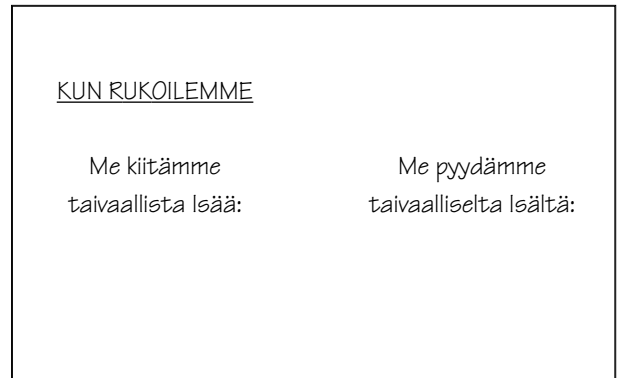 KUN RUKOILEMME
Me kiitämme
taivaallista Isää:
Me pyydämme
taivaalliselta Isältä: